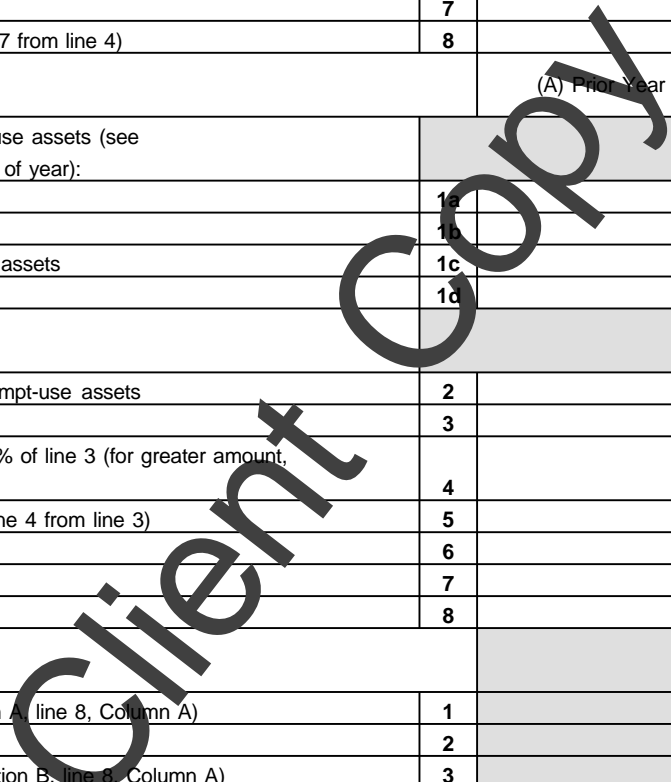 7
7 from line 4) 8
(A) Prior Year
use assets (see
of year):
1a
1b
assets 1c
1d
mpt-use assets 2
3
% of line 3 (for greater amount,
4
ne 4 from line 3) 5
6
7
8
n A, line 8, Column A) 1
2
tion B, line 8, Column A) 3
Client Copy